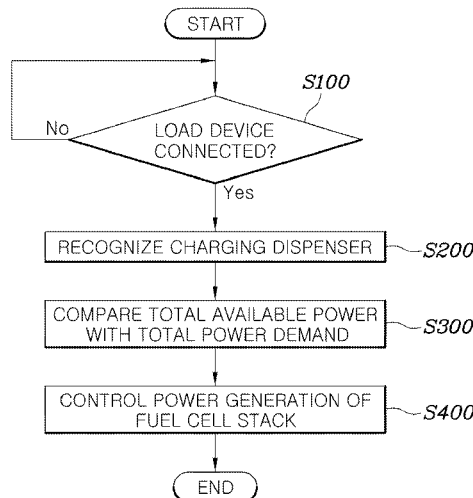 START
S100
No
LOAD DEVICE
CONNECTED?
Yes
RECOGNIZE CHARGING DISPENSER
S200
COMPARE TOTAL AVAILABLE POWER
WITH TOTAL POWER DEMAND
S300
CONTROL POWER GENERATION OF
FUEL CELL STACK
S400
END